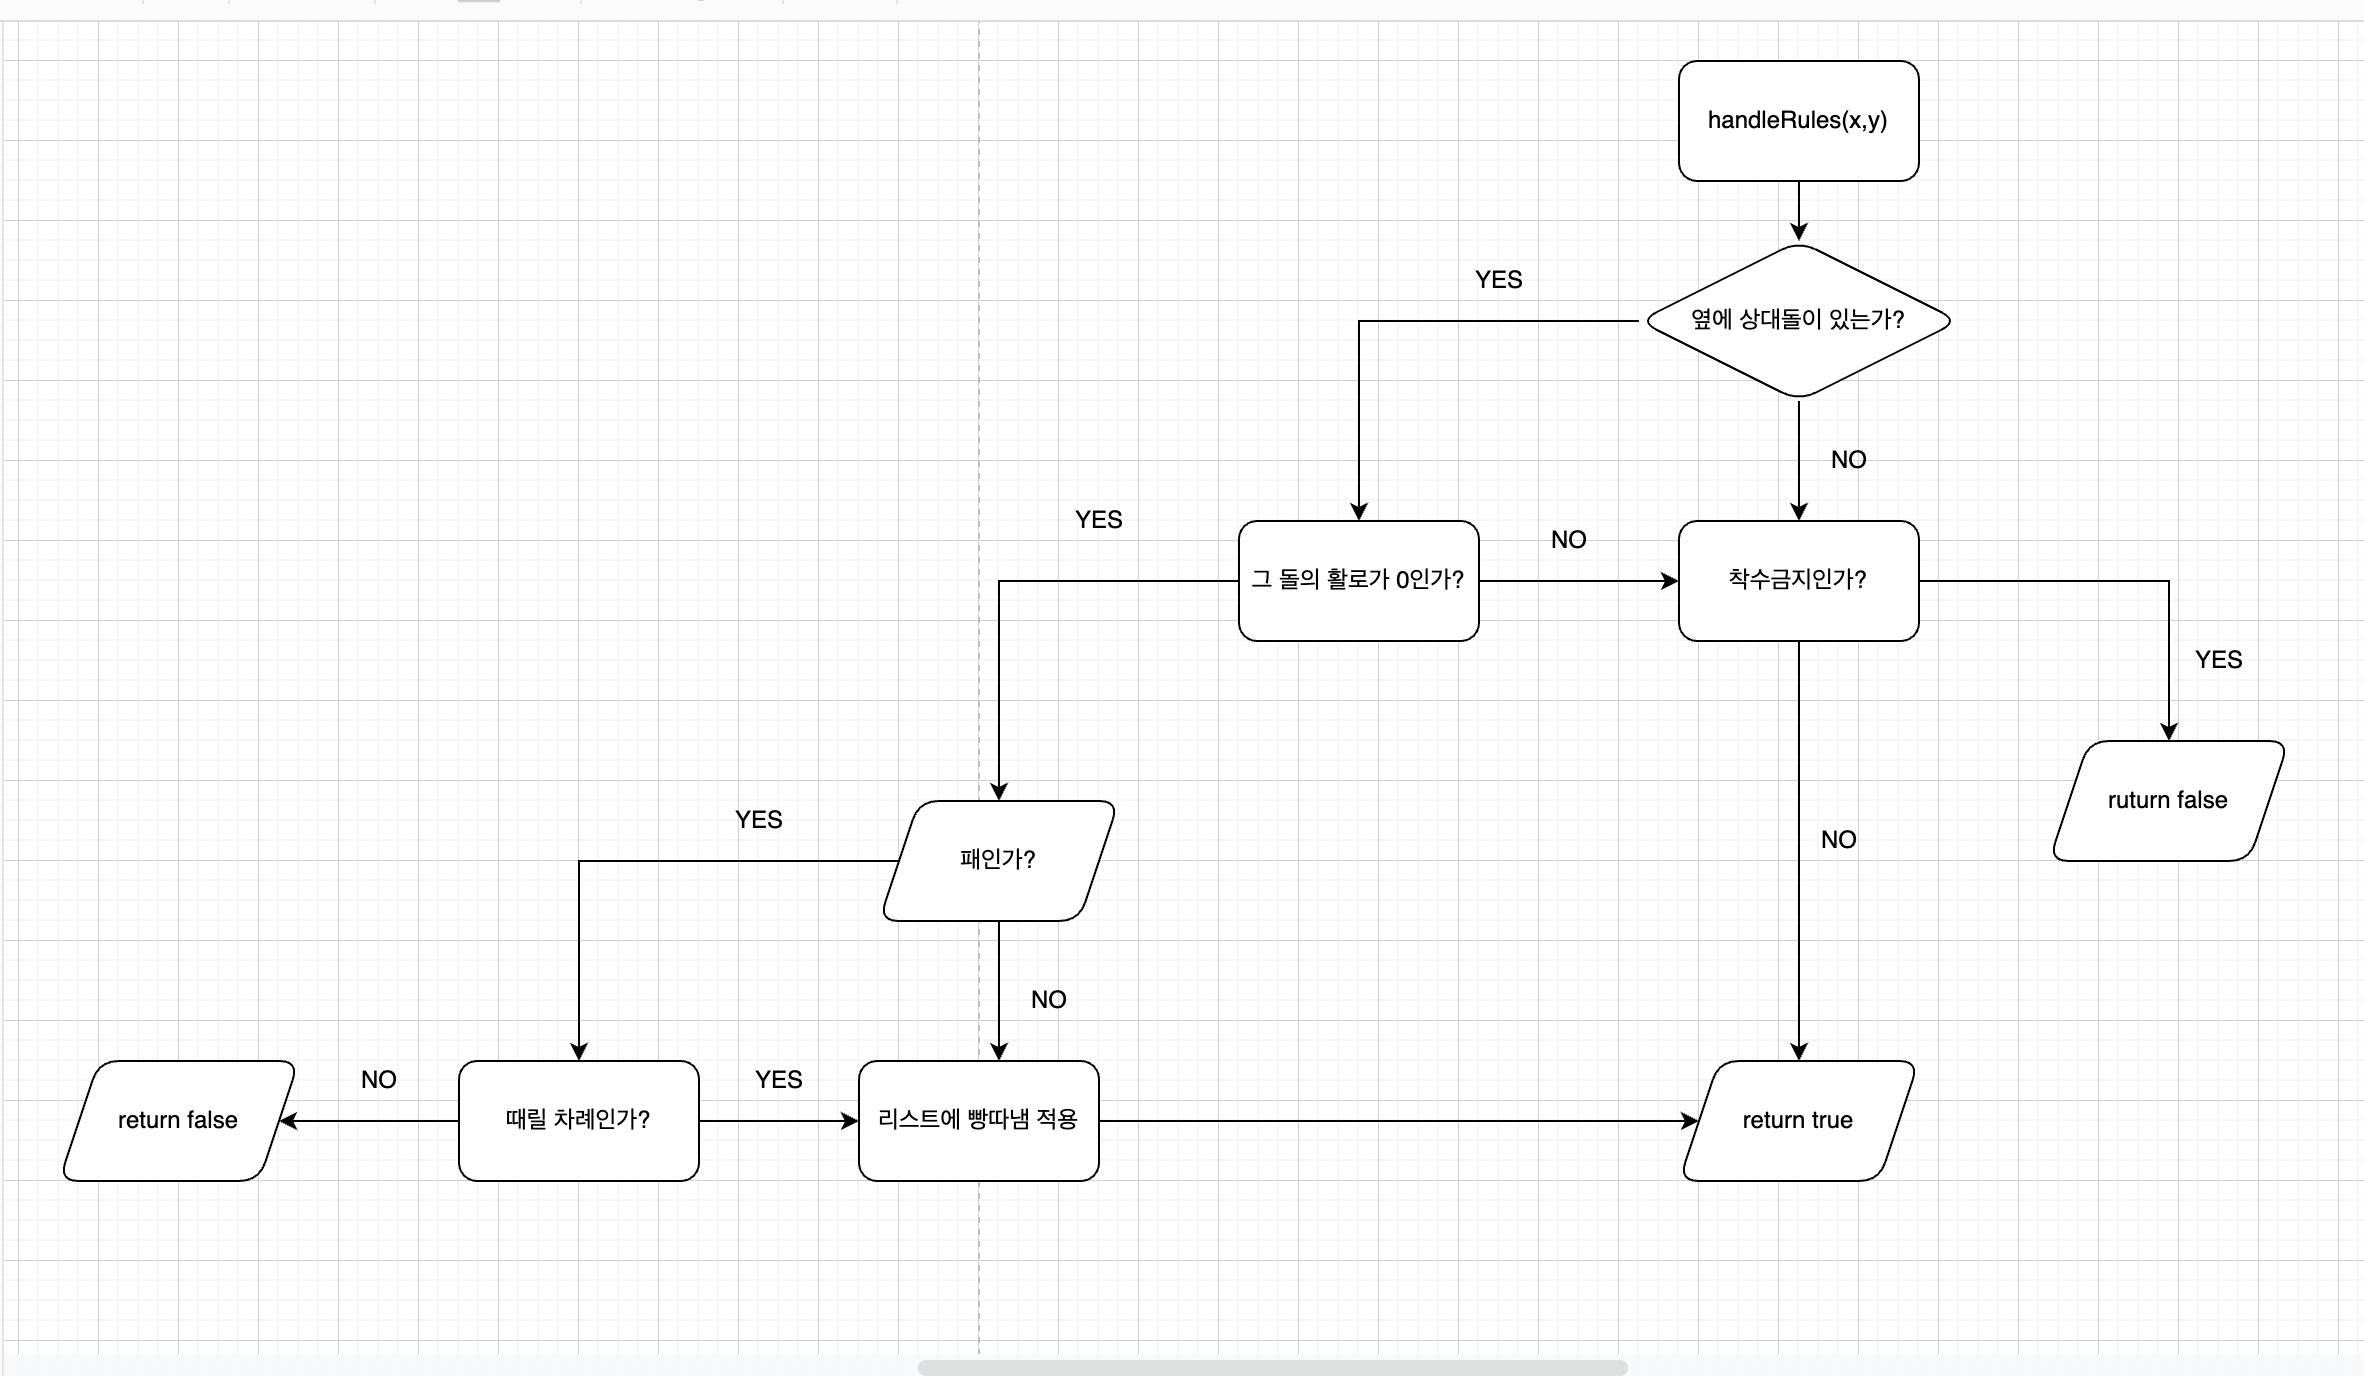 handleRules(x,y)
YES
옆에 상대돌이 있는가?
NO
YES
그 돌의 활로가 0인가?
NO
착수금지인가?
YES
ruturn false
YES
패인가?
NO
NO
return false
NO
때릴 차례인가?
YES
리스트에 빵따냄 적용
return true